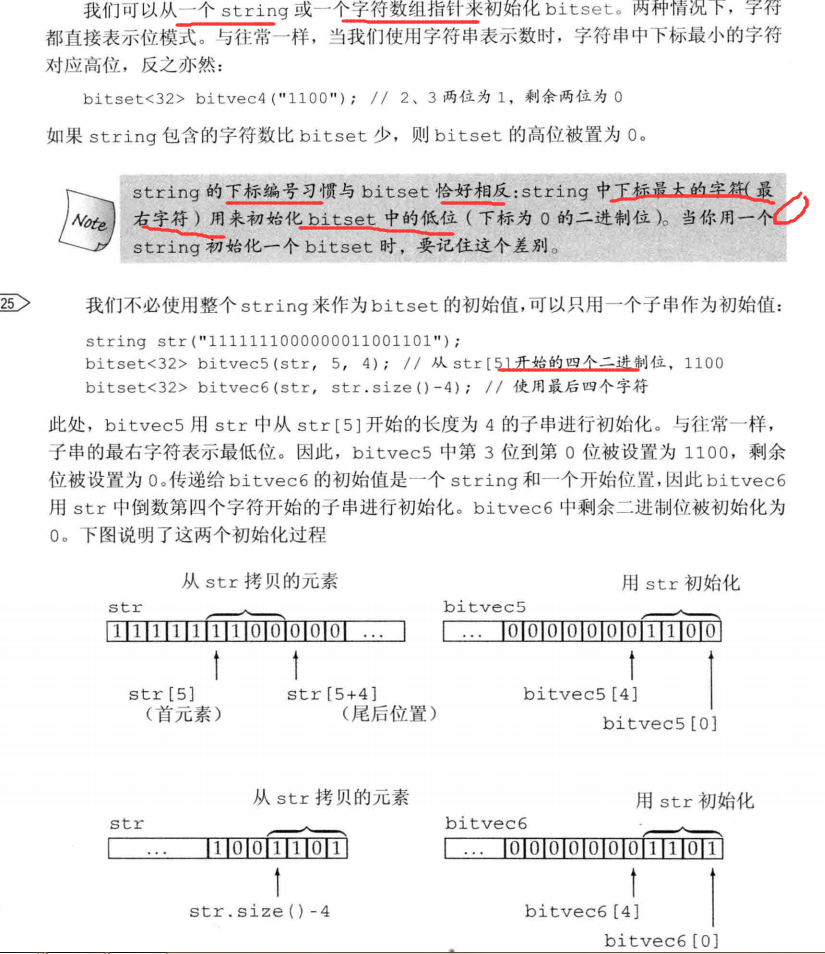 我们可以从一个 string 或一个字符数组指针来初始化 bitset。两种情况下，字符
都直接表示位模式。与往常一样，当我们使用字符串表示数时，字符串中下标最小的字符
对应高位，反之亦然：
bitset<32> bitvec4("1100"); // 2、3 两位为 1，剩余两位为 0
如果 string 包含的字符数比 bitset 少，则 bitset 的高位被置为 0。
Note
string 的下标编号习惯与 bitset 恰好相反:string 中下标最大的字符(最
右字符)用来初始化 bitset 中的低位(下标为 0 的二进制位)。当你用一个
string 初始化一个 bitset 时，要记住这个差别。
25
我们不必使用整个 string 来作为 bitset 的初始值，可以只用一个子串作为初始值：
string str("1111111000000011001101");
bitset<32> bitvec5(str, 5, 4); // 从 str[5]开始的四个二进制位，1100
bitset<32> bitvec6(str, str.size()-4); // 使用最后四个字符
此处，bitvec5 用 str 中从 str[5]开始的长度为 4 的子串进行初始化。与往常一样，
子串的最右字符表示最低位。因此，bitvec5 中第 3 位到第 0 位被设置为 1100，剩余
位被设置为 0。传递给 bitvec6 的初始值是一个 string 和一个开始位置，因此 bitvec6
用 str 中倒数第四个字符开始的子串进行初始化。bitvec6 中剩余二进制位被初始化为
0。下图说明了这两个初始化过程
从 str 拷贝的元素
用 str 初始化
str
bitvec5
1 1 1 1 1 1 1 0 0 0 0 0 ...
... 0 0 0 0 0 0 0 1 1 0 0
str[5]
str[5+4]
bitvec5[4]
（首元素）
（尾后位置）
bitvec5[0]
从 str 拷贝的元素
用 str 初始化
str
bitvec6
... 1 0 0 1 1 0 1
... 0 0 0 0 0 0 0 1 1 0 1
str.size()-4
bitvec6[4]
bitvec6[0]